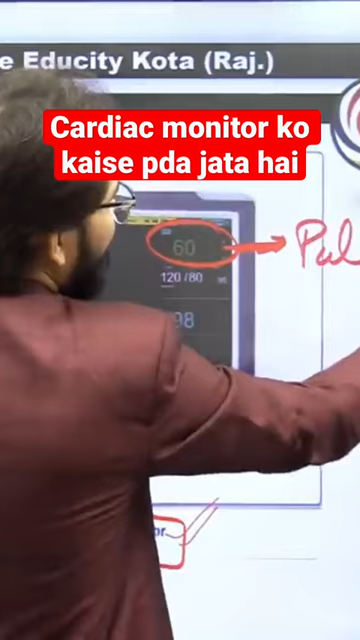 e Educity Kota (Raj.)
Cardiac monitor ko
kaise pda jata hai
60
120/80
98
Pul